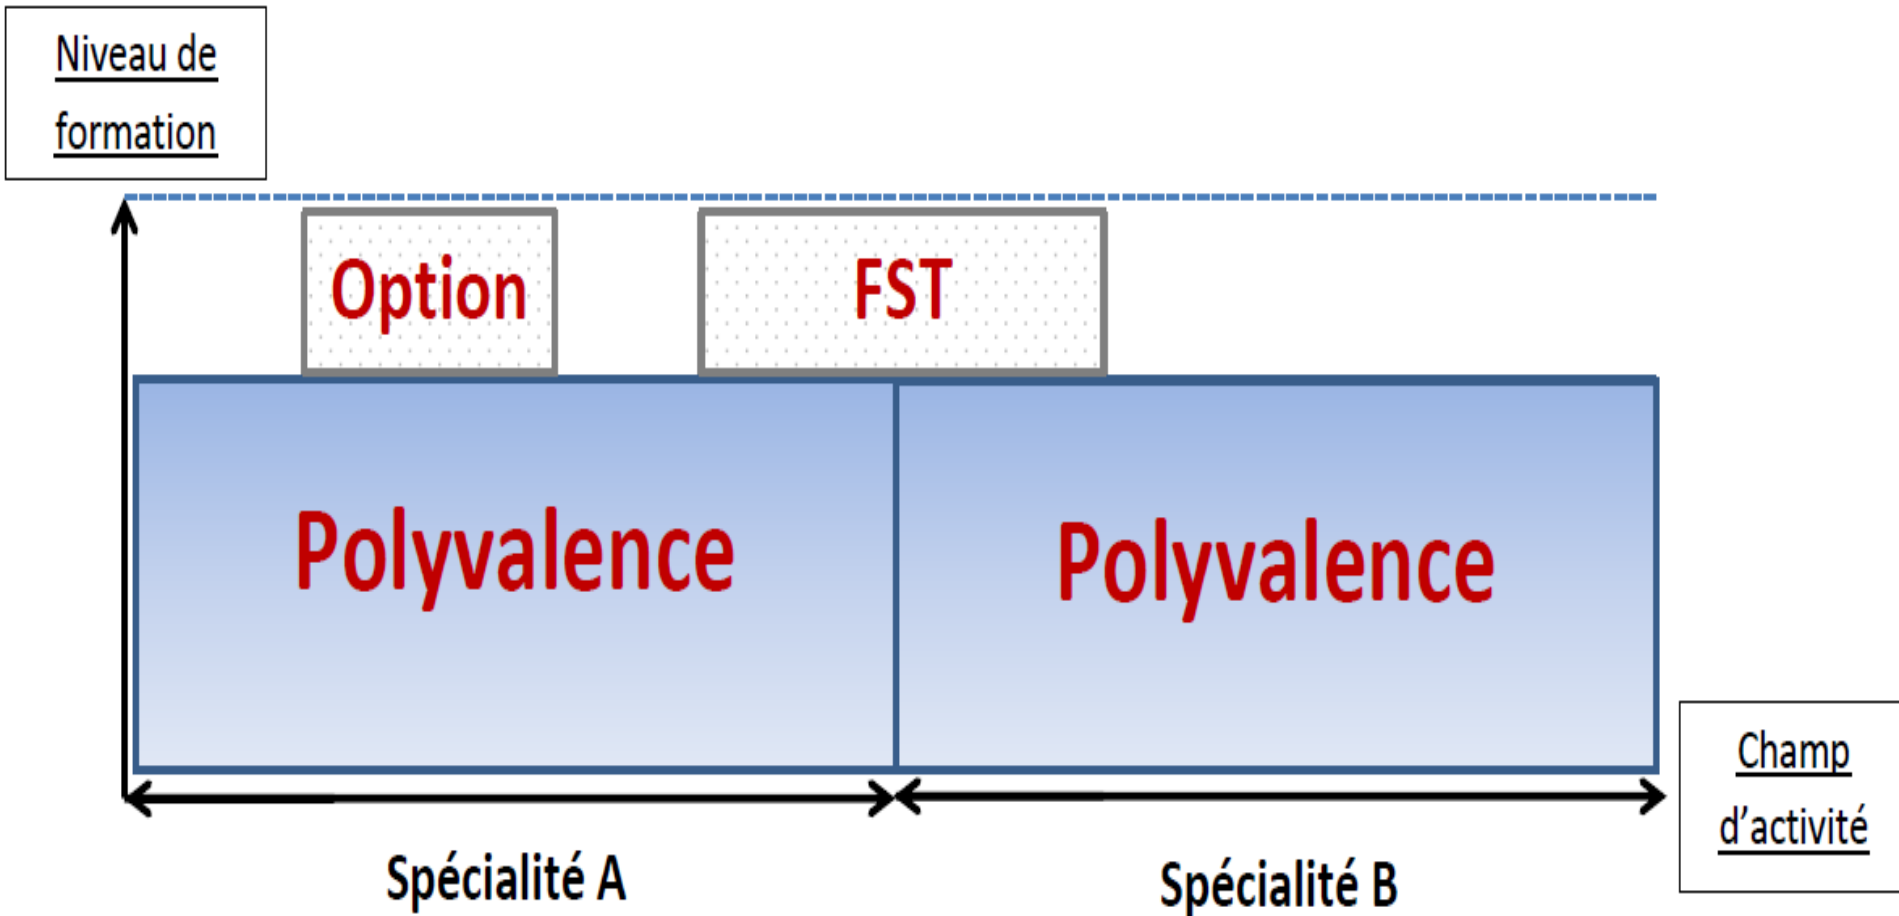 Niveau de
formation
Option
FST
Polyvalence
Polyvalence
Champ
d’activité
Spécialité A
Spécialité B